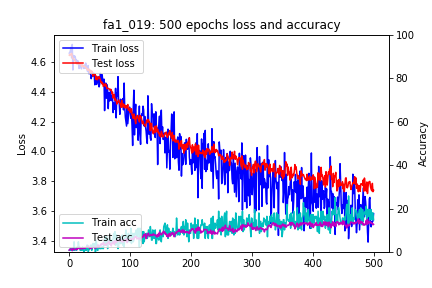 fa1_019: 500 epochs loss and accuracy
Train loss
Test loss
Train acc
Test acc
Loss
4.6
4.4
4.2
4.0
3.8
3.6
3.4
Accuracy
100
80
60
40
20
0
0
100
200
300
400
500